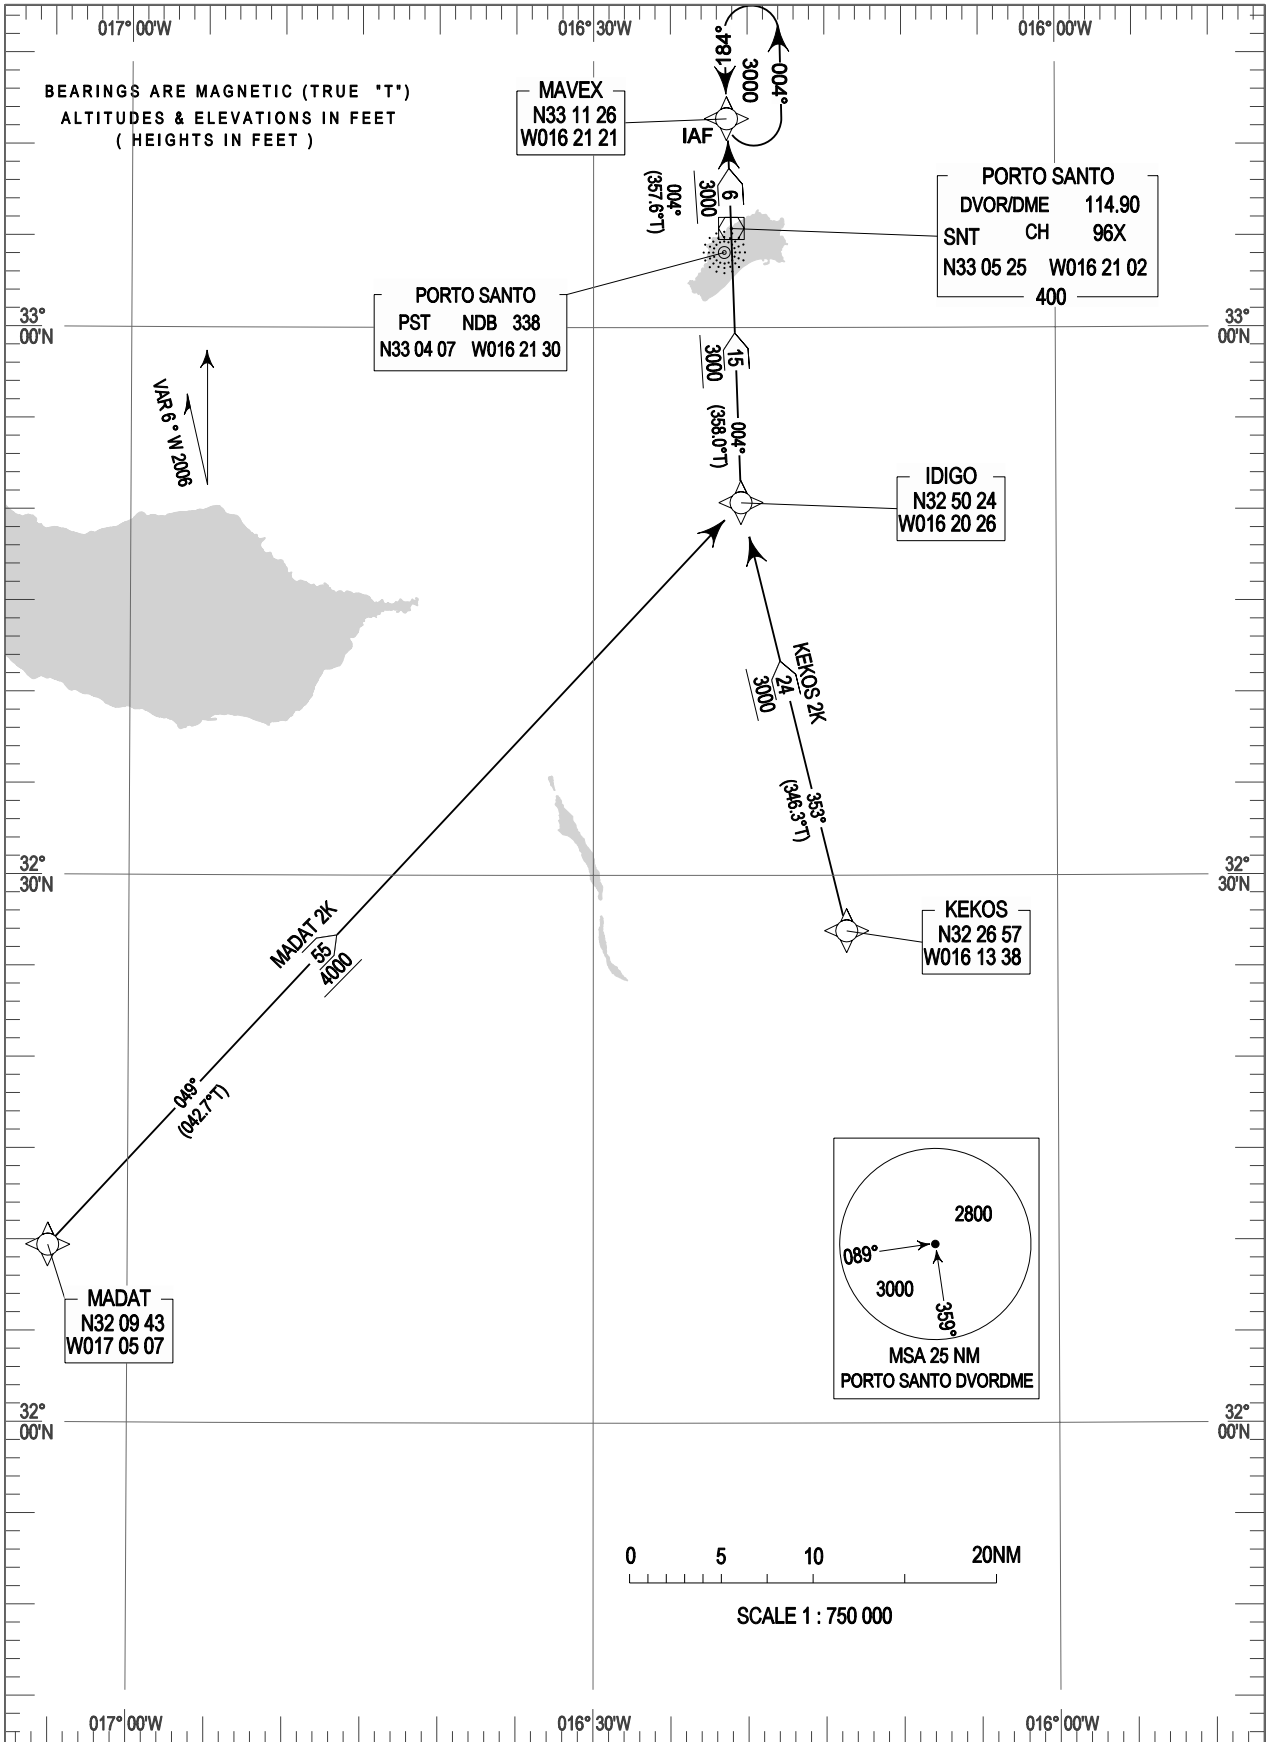 017° 00'W
016° 30'W
016° 00'W
BEARINGS ARE MAGNETIC (TRUE "T")
ALTITUDES & ELEVATIONS IN FEET
( HEIGHTS IN FEET )
MAVEX
N33 11 26
W016 21 21
184°
3000
004°
IAF
6
3000
004°
(357.6°T)
PORTO SANTO
DVOR/DME 114.90
SNT CH 96X
N33 05 25 W016 21 02
400
PORTO SANTO
PST NDB 338
N33 04 07 W016 21 30
33°
00'N
33°
00'N
15
3000
004°
(358.0°T)
VAR 6 ° W 2006
IDIGO
N32 50 24
W016 20 26
KEKOS 2K
24
3000
353°
(346.3°T)
32°
30'N
32°
30'N
KEKOS
N32 26 57
W016 13 38
MADAT 2K
55
4000
049°
(042.7°T)
MADAT
N32 09 43
W017 05 07
2800
089°
3000
359°
MSA 25 NM
PORTO SANTO DVORDME
32°
00'N
32°
00'N
0 5 10 20NM
SCALE 1 : 750 000
017° 00'W
016° 30'W
016° 00'W